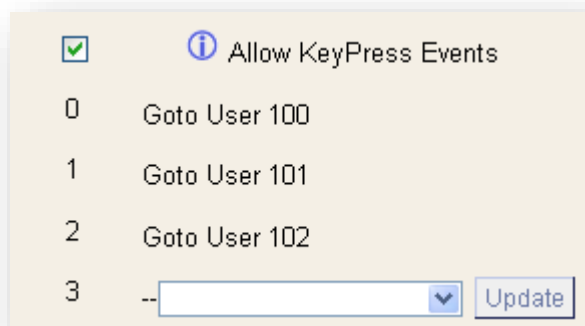 Allow KeyPress Events
0 Goto User 100
1 Goto User 101
2 Goto User 102
3 -- Update